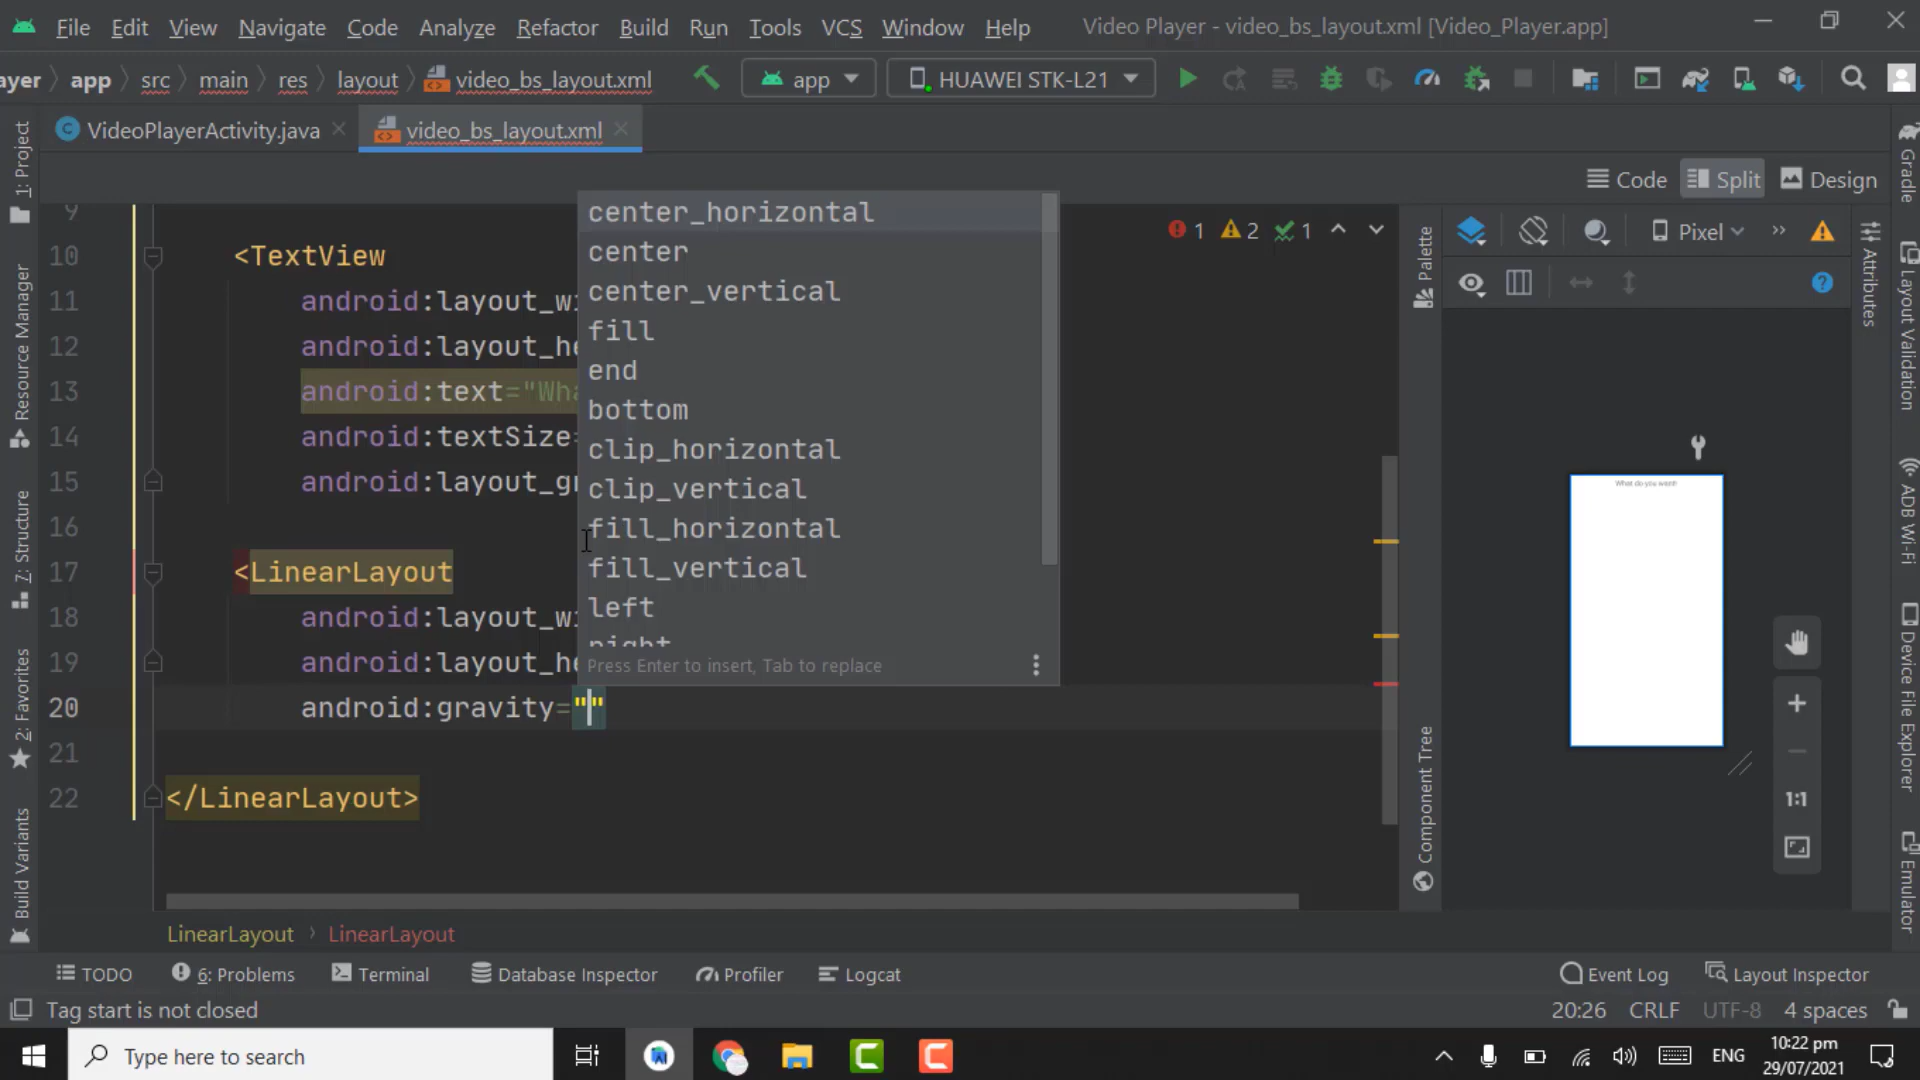 File Edit View Navigate Code Analyze Refactor Build Run Tools VCS Window Help Video Player - video_bs_layout.xml [Video_Player.app]
ayer app src main res layout video_bs_layout.xml app HUAWEI STK-L21
VideoPlayerActivity.java video_bs_layout.xml
Code Split Design
9
10 <TextView
11 android:layout_wi
12 android:layout_he
13 android:text="Wha
14 android:textSize=
15 android:layout_gr
16
17 <LinearLayout
18 android:layout_wi
19 android:layout_he
20 android:gravity=""
21
22 </LinearLayout>
center_horizontal
center
center_vertical
fill
end
bottom
clip_horizontal
clip_vertical
fill_horizontal
fill_vertical
left
right
Press Enter to insert, Tab to replace
1 2 1
Pixel
What do you want?
1:1
1: Project
Resource Manager
7: Structure
2: Favorites
Build Variants
Palette
Component Tree
Attributes
Gradle
Layout Validation
ADB Wi-Fi
Device File Explorer
Emulator
LinearLayout LinearLayout
TODO 6: Problems Terminal Database Inspector Profiler Logcat Event Log Layout Inspector
Tag start is not closed 20:26 CRLF UTF-8 4 spaces
Type here to search ENG 10:22 pm
29/07/2021